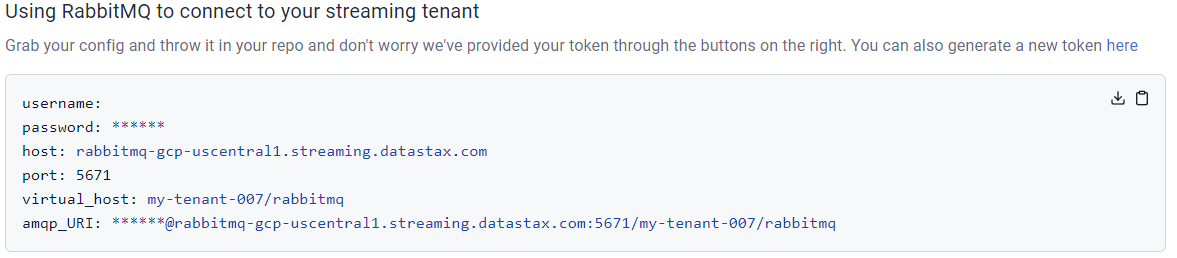 Using RabbitMQ to connect to your streaming tenant
Grab your config and throw it in your repo and don't worry we've provided your token through the buttons on the right. You can also generate a new token here
username:
password: ******
host: rabbitmq-gcp-uscentral1.streaming.datastax.com
port: 5671
virtual_host: my-tenant-007/rabbitmq
amqp_URI: ******@rabbitmq-gcp-uscentral1.streaming.datastax.com:5671/my-tenant-007/rabbitmq